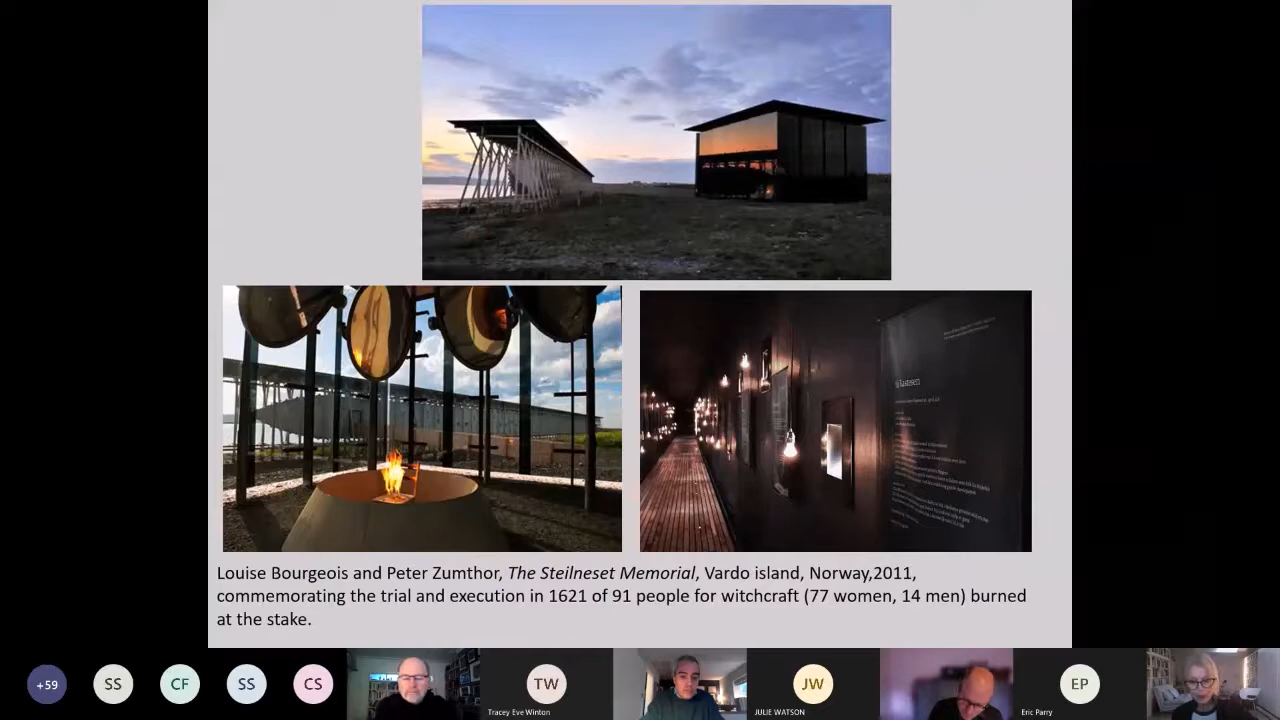 Louise Bourgeois and Peter Zumthor, The Steilneset Memorial, Vardo island, Norway,2011,
commemorating the trial and execution in 1621 of 91 people for witchcraft (77 women, 14 men) burned
at the stake.
+59
SS
CF
SS
CS
TW
Tracey Eve Winton
JW
JULIE WATSON
EP
Eric Parry